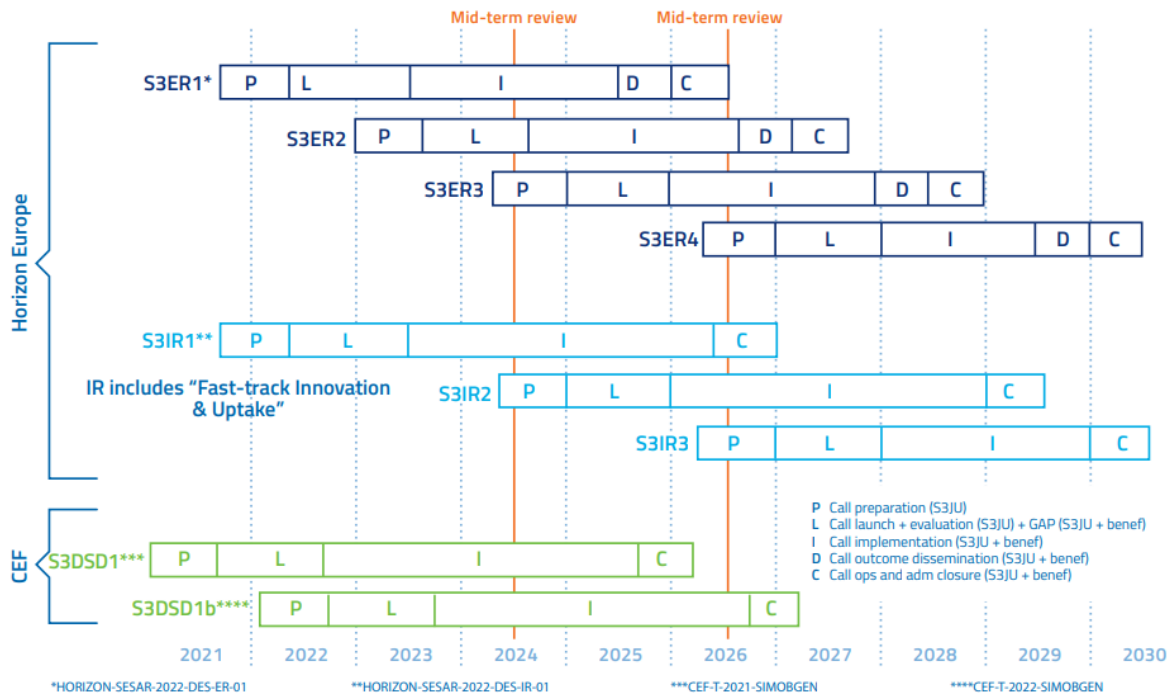 Mid-term review Mid-term review
Horizon Europe
S3ER1* P L I D C
S3ER2 P L I D C
S3ER3 P L I D C
S3ER4 P L I D C
S3IR1** P L I C
IR includes “Fast-track Innovation
& Uptake”
S3IR2 P L I C
S3IR3 P L I C
P Call preparation (S3JU)
L Call launch + evaluation (S3JU) + GAP (S3JU + benef)
I Call implementation (S3JU + benef)
D Call outcome dissemination (S3JU + benef)
C Call ops and adm closure (S3JU + benef)
CEF
S3DSD1*** P L I C
S3DSD1b**** P L I C
2021 2022 2023 2024 2025 2026 2027 2028 2029 2030
*HORIZON-SESAR-2022-DES-ER-01 **HORIZON-SESAR-2022-DES-IR-01 ***CEF-T-2021-SIMOBGEN ****CEF-T-2022-SIMOBGEN